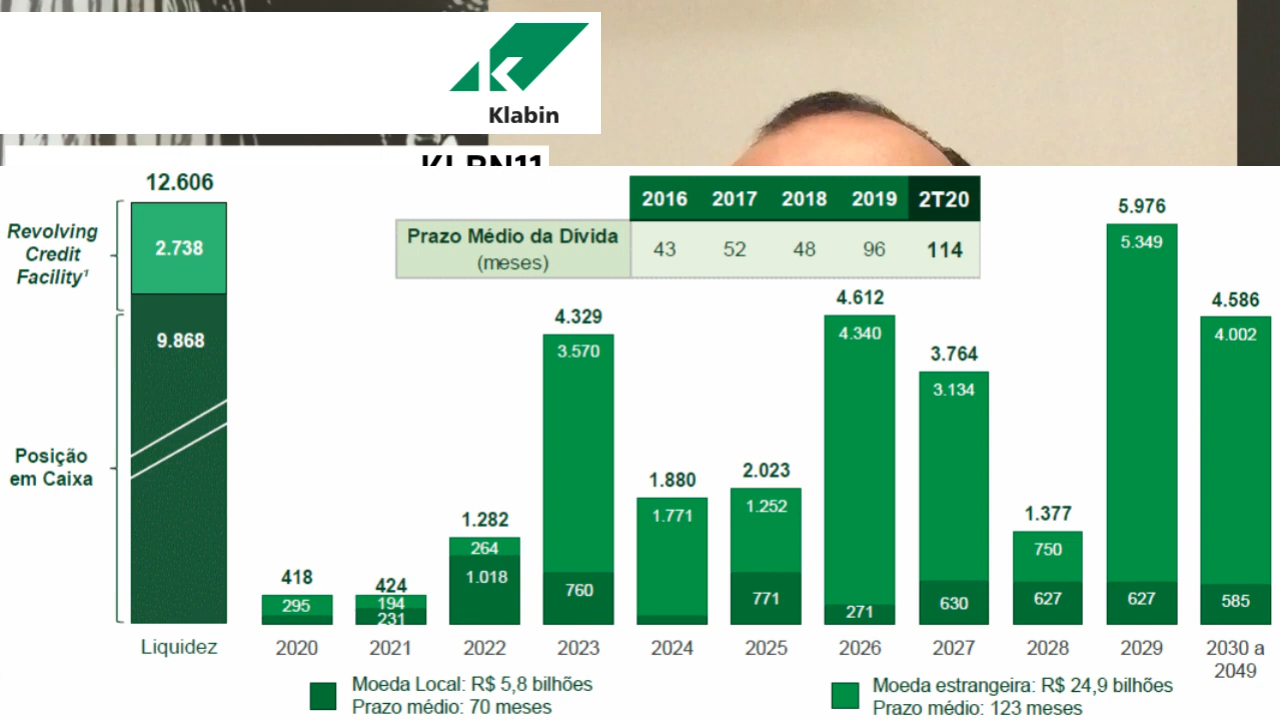 Klabin
KLBN11
12.606
Revolving
Credit
Facility¹
2.738
9.868
Posição
em Caixa
Liquidez
2016 2017 2018 2019 2T20
Prazo Médio da Dívida
(meses)
43 52 48 96 114
418
295
2020
424
194
231
2021
1.282
264
1.018
2022
4.329
3.570
760
2023
1.880
1.771
2024
2.023
1.252
771
2025
4.612
4.340
271
2026
3.764
3.134
630
2027
1.377
750
627
2028
5.976
5.349
627
2029
4.586
4.002
585
2030 a
2049
Moeda Local: R$ 5,8 bilhões
Prazo médio: 70 meses
Moeda estrangeira: R$ 24,9 bilhões
Prazo médio: 123 meses